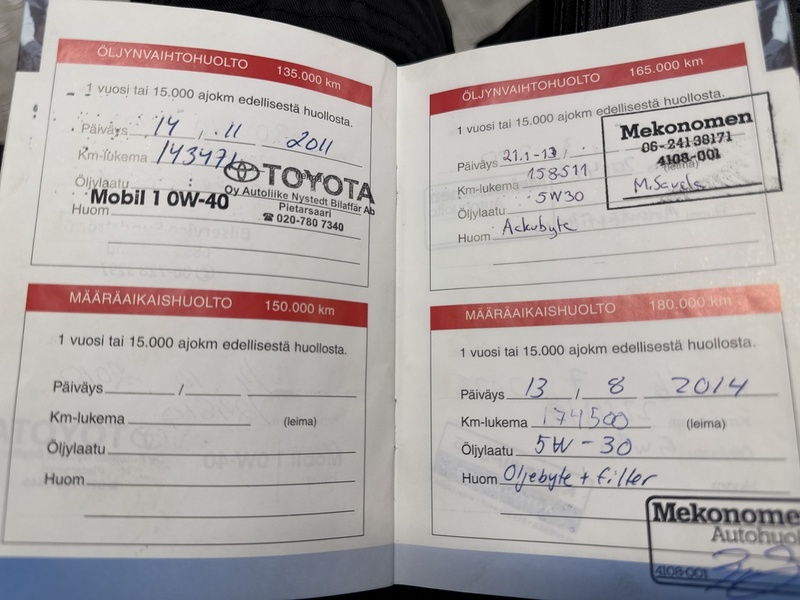 ÖLJYNVAIHTOHUOLTO 135.000 km
1 vuosi tai 15.000 ajokm edellisestä huollosta.
Päiväys 14 / .11 2011
Km-lukema 143471
TOYOTA
Öljylaatu
Oy Autoliike Nystedt Bilaffär Ab
Mobil 1 0W-40
Pietarsaari
Huom
☎ 020-780 7340
MÄÄRÄAIKAISHUOLTO 150.000 km
1 vuosi tai 15.000 ajokm edellisestä huollosta.
Päiväys /
Km-lukema (leima)
Öljylaatu
Huom
ÖLJYNVAIHTOHUOLTO 165.000 km
1 vuosi tai 15.000 ajokm edellisestä huollosta.
Mekonomen
06-24138171
4108-001
Päiväys 21.1-13 /
Km-lukema 158511 (leima)
Öljylaatu 5W30
Huom
MÄÄRÄAIKAISHUOLTO 180.000 km
1 vuosi tai 15.000 ajokm edellisestä huollosta.
Päiväys 13 / 8 2014
Km-lukema 174500 (leima)
Öljylaatu 5W-30
Huom Oljebyte + filter
Mekonome
Autohuol
4108-001